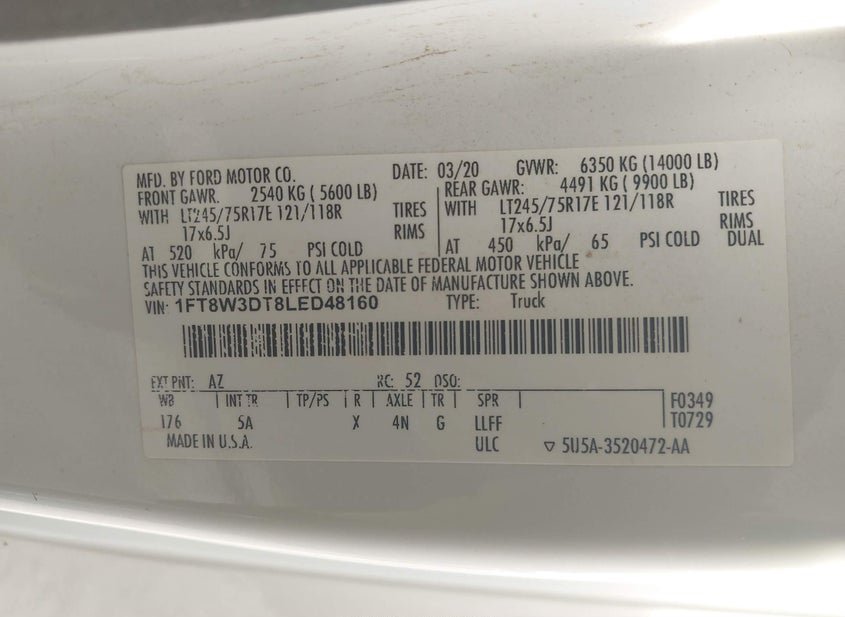 MFD. BY FORD MOTOR CO. DATE: 03/20 GVWR: 6350 KG (14000 LB)
FRONT GAWR: 2540 KG ( 5600 LB) REAR GAWR: 4491 KG ( 9900 LB)
WITH LT245/75R17E 121/118R TIRES WITH LT245/75R17E 121/118R TIRES
17x6.5J RIMS 17x6.5J RIMS
AT 520 kPa/ 75 PSI COLD AT 450 kPa/ 65 PSI COLD DUAL
THIS VEHICLE CONFORMS TO ALL APPLICABLE FEDERAL MOTOR VEHICLE
SAFETY STANDARDS IN EFFECT ON THE DATE OF MANUFACTURE SHOWN ABOVE.
VIN: 1FT8W3DT8LED48160 TYPE: Truck
EXT PNT: AZ RC: 52 DSO:
WB INT TR TP/PS R AXLE TR SPR F0349
176 5A X 4N G LLFF T0729
MADE IN U.S.A. ULC ▽ 5U5A-3520472-AA